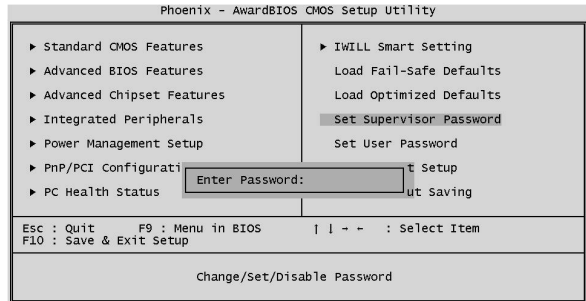 Phoenix - AwardBIOS CMOS Setup Utility
▶ Standard CMOS Features
▶ Advanced BIOS Features
▶ Advanced Chipset Features
▶ Integrated Peripherals
▶ Power Management Setup
▶ PnP/PCI Configurati
▶ PC Health Status
▶ IWILL Smart Setting
Load Fail-Safe Defaults
Load Optimized Defaults
Set Supervisor Password
Set User Password
t Setup
ut Saving
Enter Password:
Esc : Quit F9 : Menu in BIOS ↑ ↓ → ← : Select Item
F10 : Save & Exit Setup
Change/Set/Disable Password